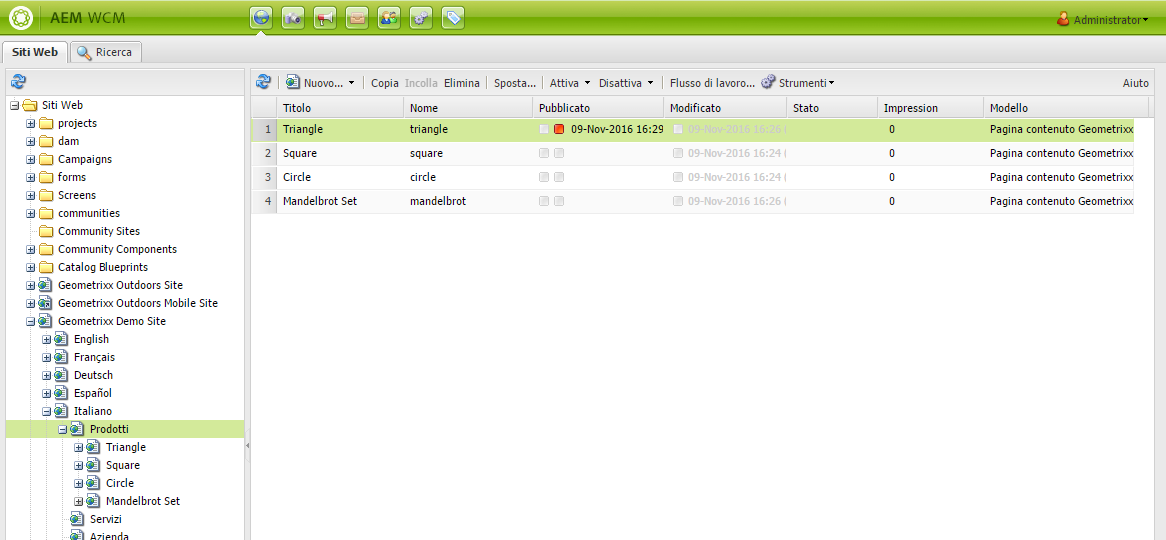 AEM WCM
Administrator
Siti Web
Ricerca
Nuovo... Copia Incolla Elimina Sposta... Attiva Disattiva Flusso di lavoro... Strumenti Aiuto
Siti Web
projects
dam
Campaigns
forms
Screens
communities
Community Sites
Community Components
Catalog Blueprints
Geometrixx Outdoors Site
Geometrixx Outdoors Mobile Site
Geometrixx Demo Site
English
Français
Deutsch
Español
Italiano
Prodotti
Triangle
Square
Circle
Mandelbrot Set
Servizi
Azienda
Titolo Nome Pubblicato Modificato Stato Impression Modello
1 Triangle triangle 09-Nov-2016 16:29 09-Nov-2016 16:26 ( 0 Pagina contenuto Geometrixx
2 Square square 09-Nov-2016 16:24 ( 0 Pagina contenuto Geometrixx
3 Circle circle 09-Nov-2016 16:24 ( 0 Pagina contenuto Geometrixx
4 Mandelbrot Set mandelbrot 09-Nov-2016 16:26 ( 0 Pagina contenuto Geometrixx